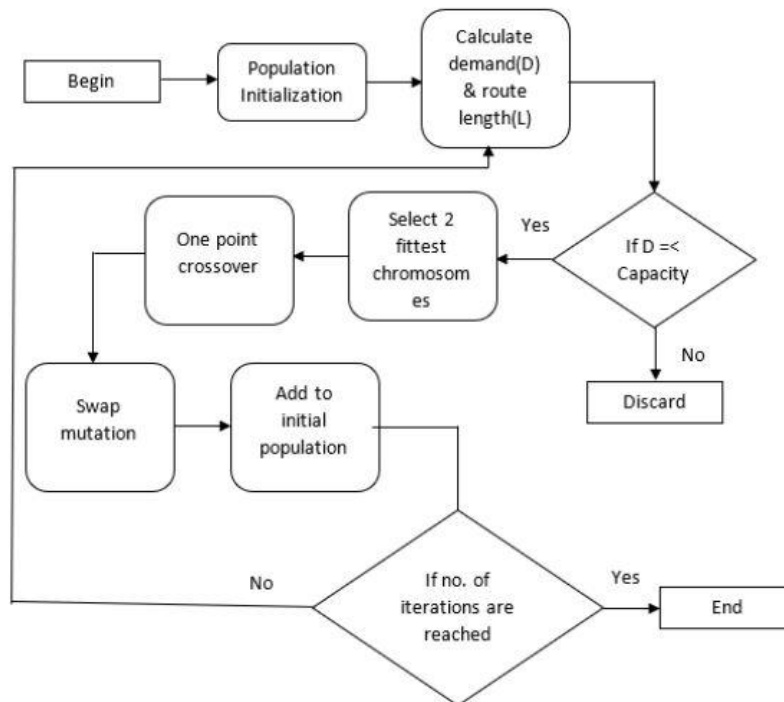 Begin
Population
Initialization
Calculate
demand(D)
& route
length(L)
If D =<
Capacity
Yes
No
Discard
Select 2
fittest
chromosom
es
One point
crossover
Swap
mutation
Add to
initial
population
If no. of
iterations are
reached
No
Yes
End